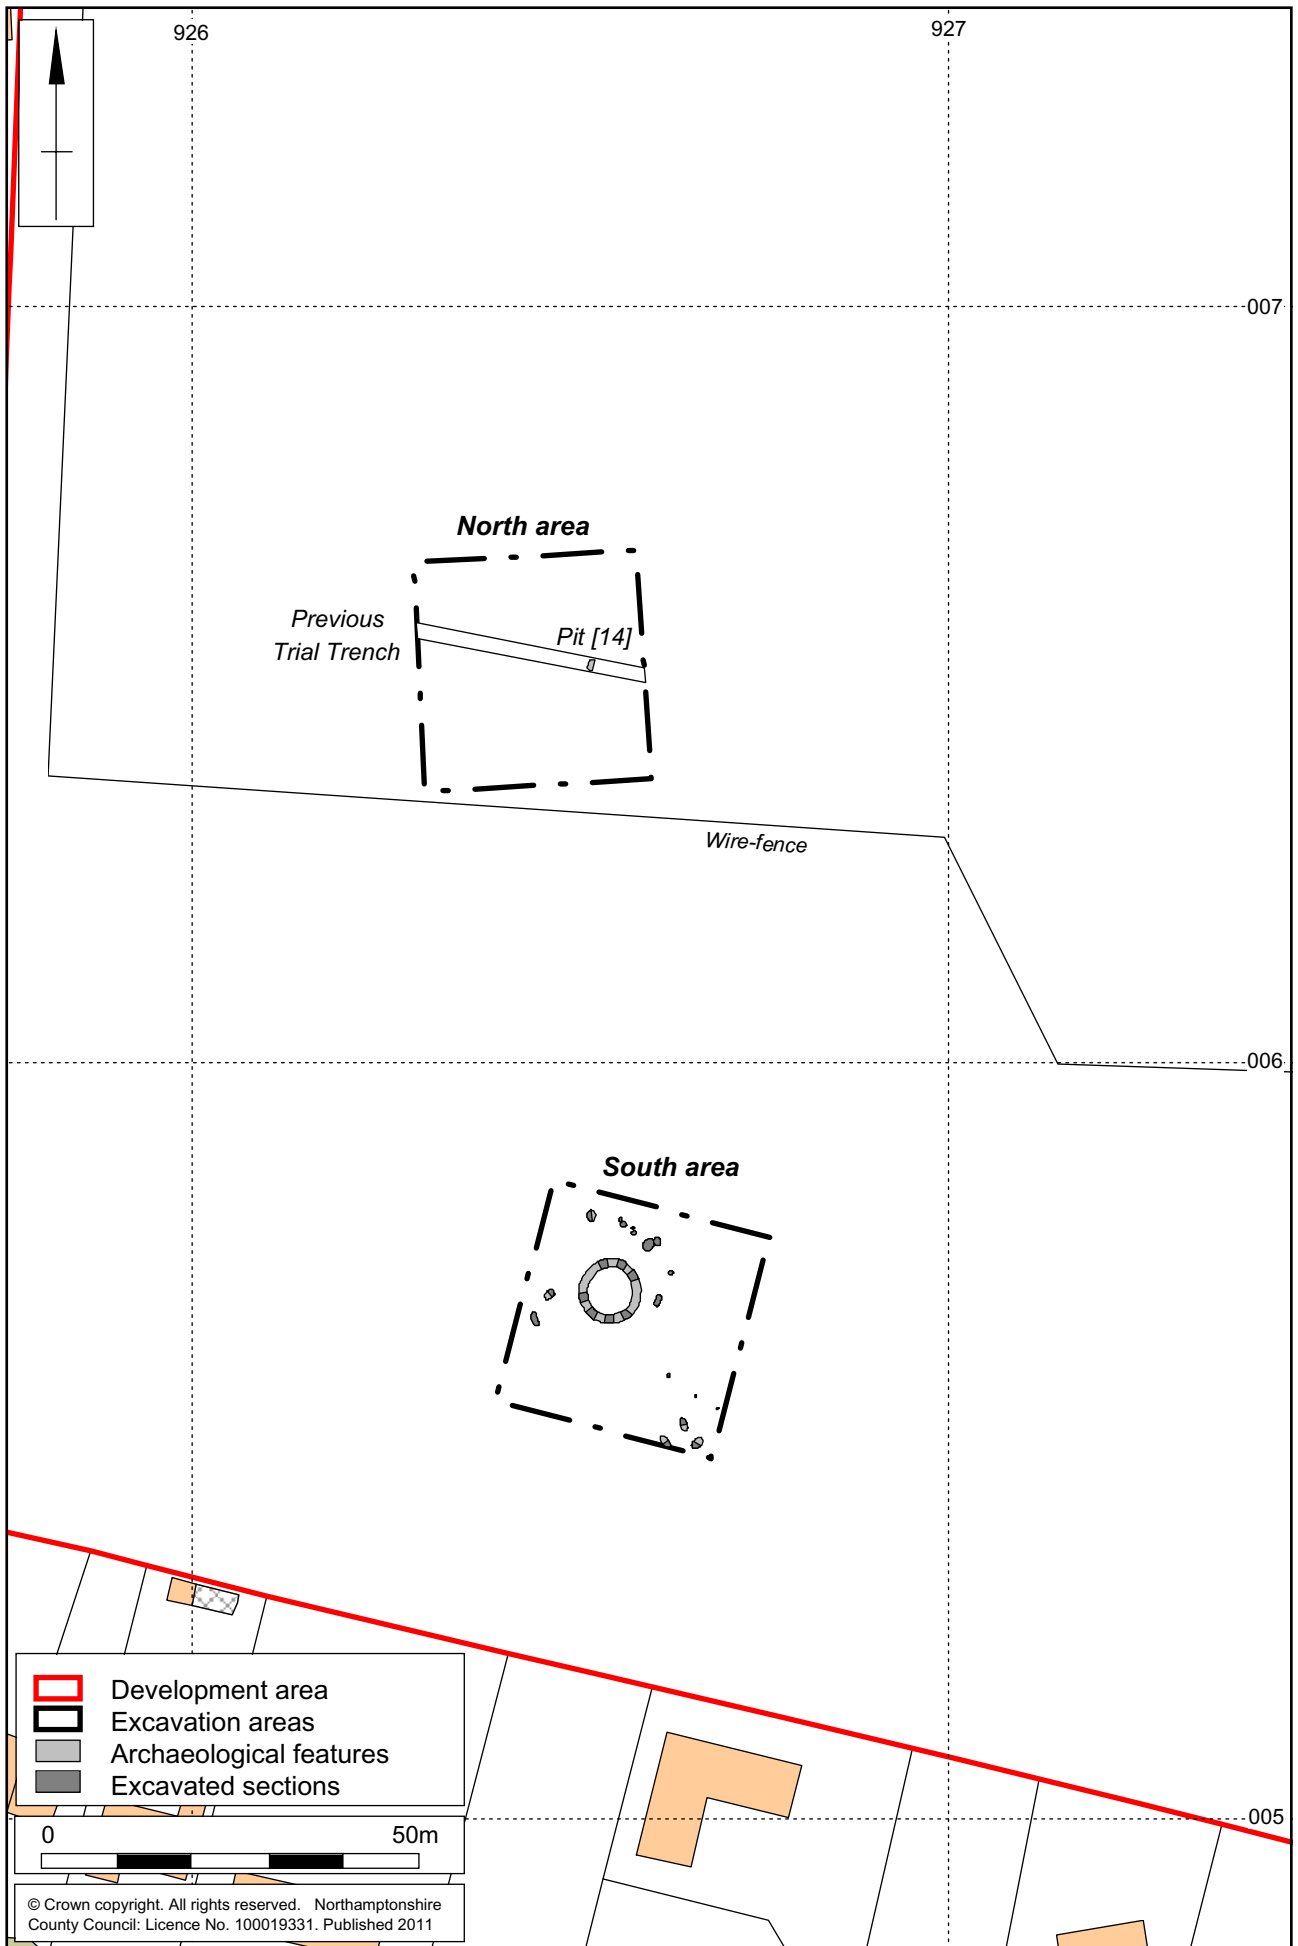 926
927
007
North area
Previous
Trial Trench
Pit [14]
Wire-fence
006
South area
Development area
Excavation areas
Archaeological features
Excavated sections
005
0 50m
© Crown copyright. All rights reserved. Northamptonshire
County Council: Licence No. 100019331. Published 2011